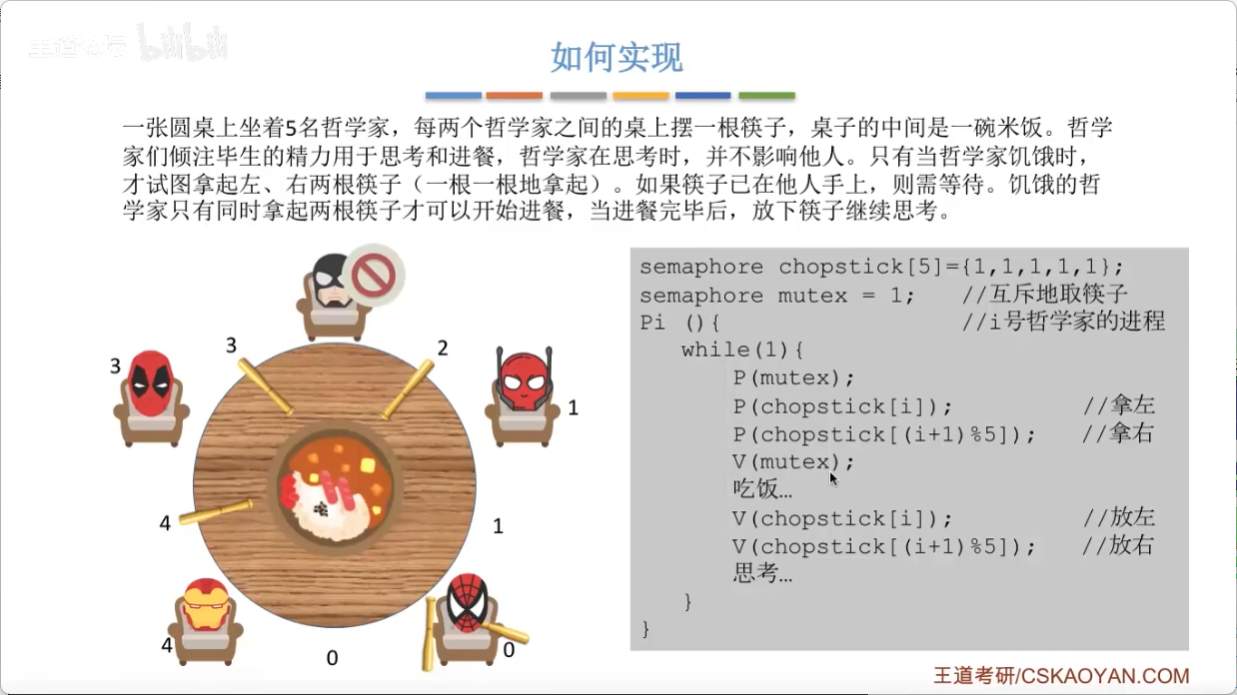 王道论坛 bilibili
如何实现
一张圆桌上坐着5名哲学家，每两个哲学家之间的桌上摆一根筷子，桌子的中间是一碗米饭。哲学
家们倾注毕生的精力用于思考和进餐，哲学家在思考时，并不影响他人。只有当哲学家饥饿时，
才试图拿起左、右两根筷子（一根一根地拿起）。如果筷子已在他人手上，则需等待。饥饿的哲
学家只有同时拿起两根筷子才可以开始进餐，当进餐完毕后，放下筷子继续思考。
3
2
3
1
4
1
4
0
0
semaphore chopstick[5]={1,1,1,1,1};
semaphore mutex = 1; //互斥地取筷子
Pi (){ //i号哲学家的进程
while(1){
P(mutex);
P(chopstick[i]); //拿左
P(chopstick[(i+1)%5]); //拿右
V(mutex);
吃饭…
V(chopstick[i]); //放左
V(chopstick[(i+1)%5]); //放右
思考…
}
}
王道考研/CSKAOYAN.COM